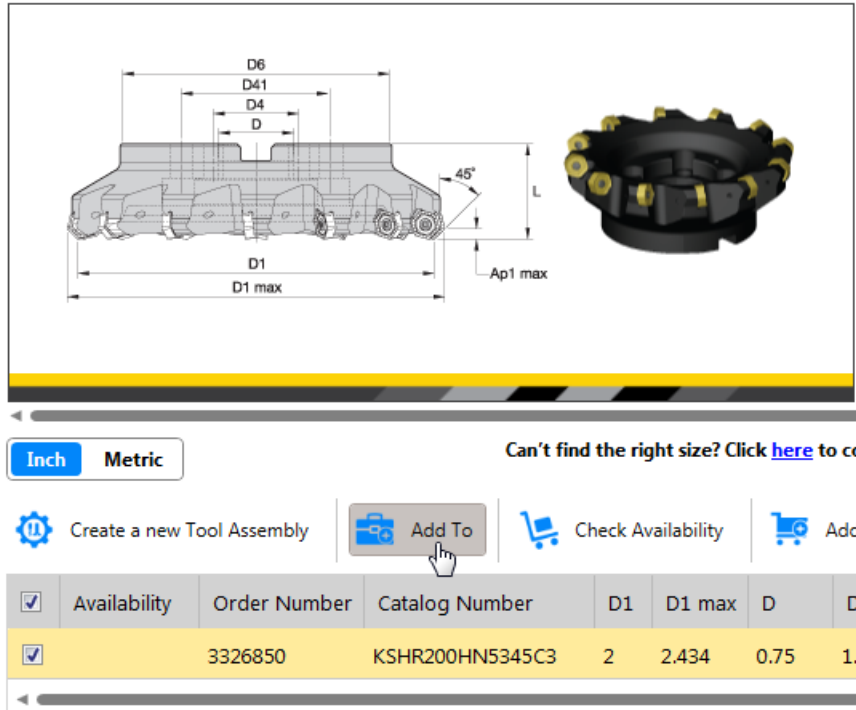 D6
D41
D4
D
45°
L
D1
Ap1 max
D1 max
Inch Metric Can't find the right size? Click here to
Create a new Tool Assembly Add To Check Availability
Availability Order Number Catalog Number D1 D1 max D
3326850 KSHR200HN5345C3 2 2.434 0.75 1.